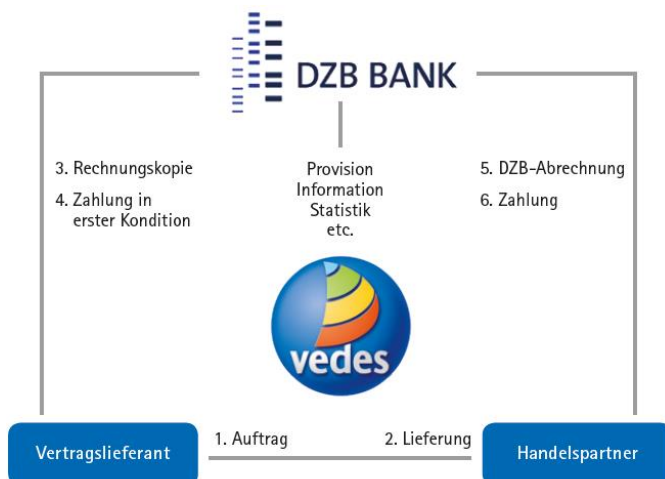 DZB BANK
3. Rechnungskopie
4. Zahlung in
erster Kondition
Provision
Information
Statistik
etc.
5. DZB-Abrechnung
6. Zahlung
vedes
Vertragslieferant
1. Auftrag
2. Lieferung
Handelspartner